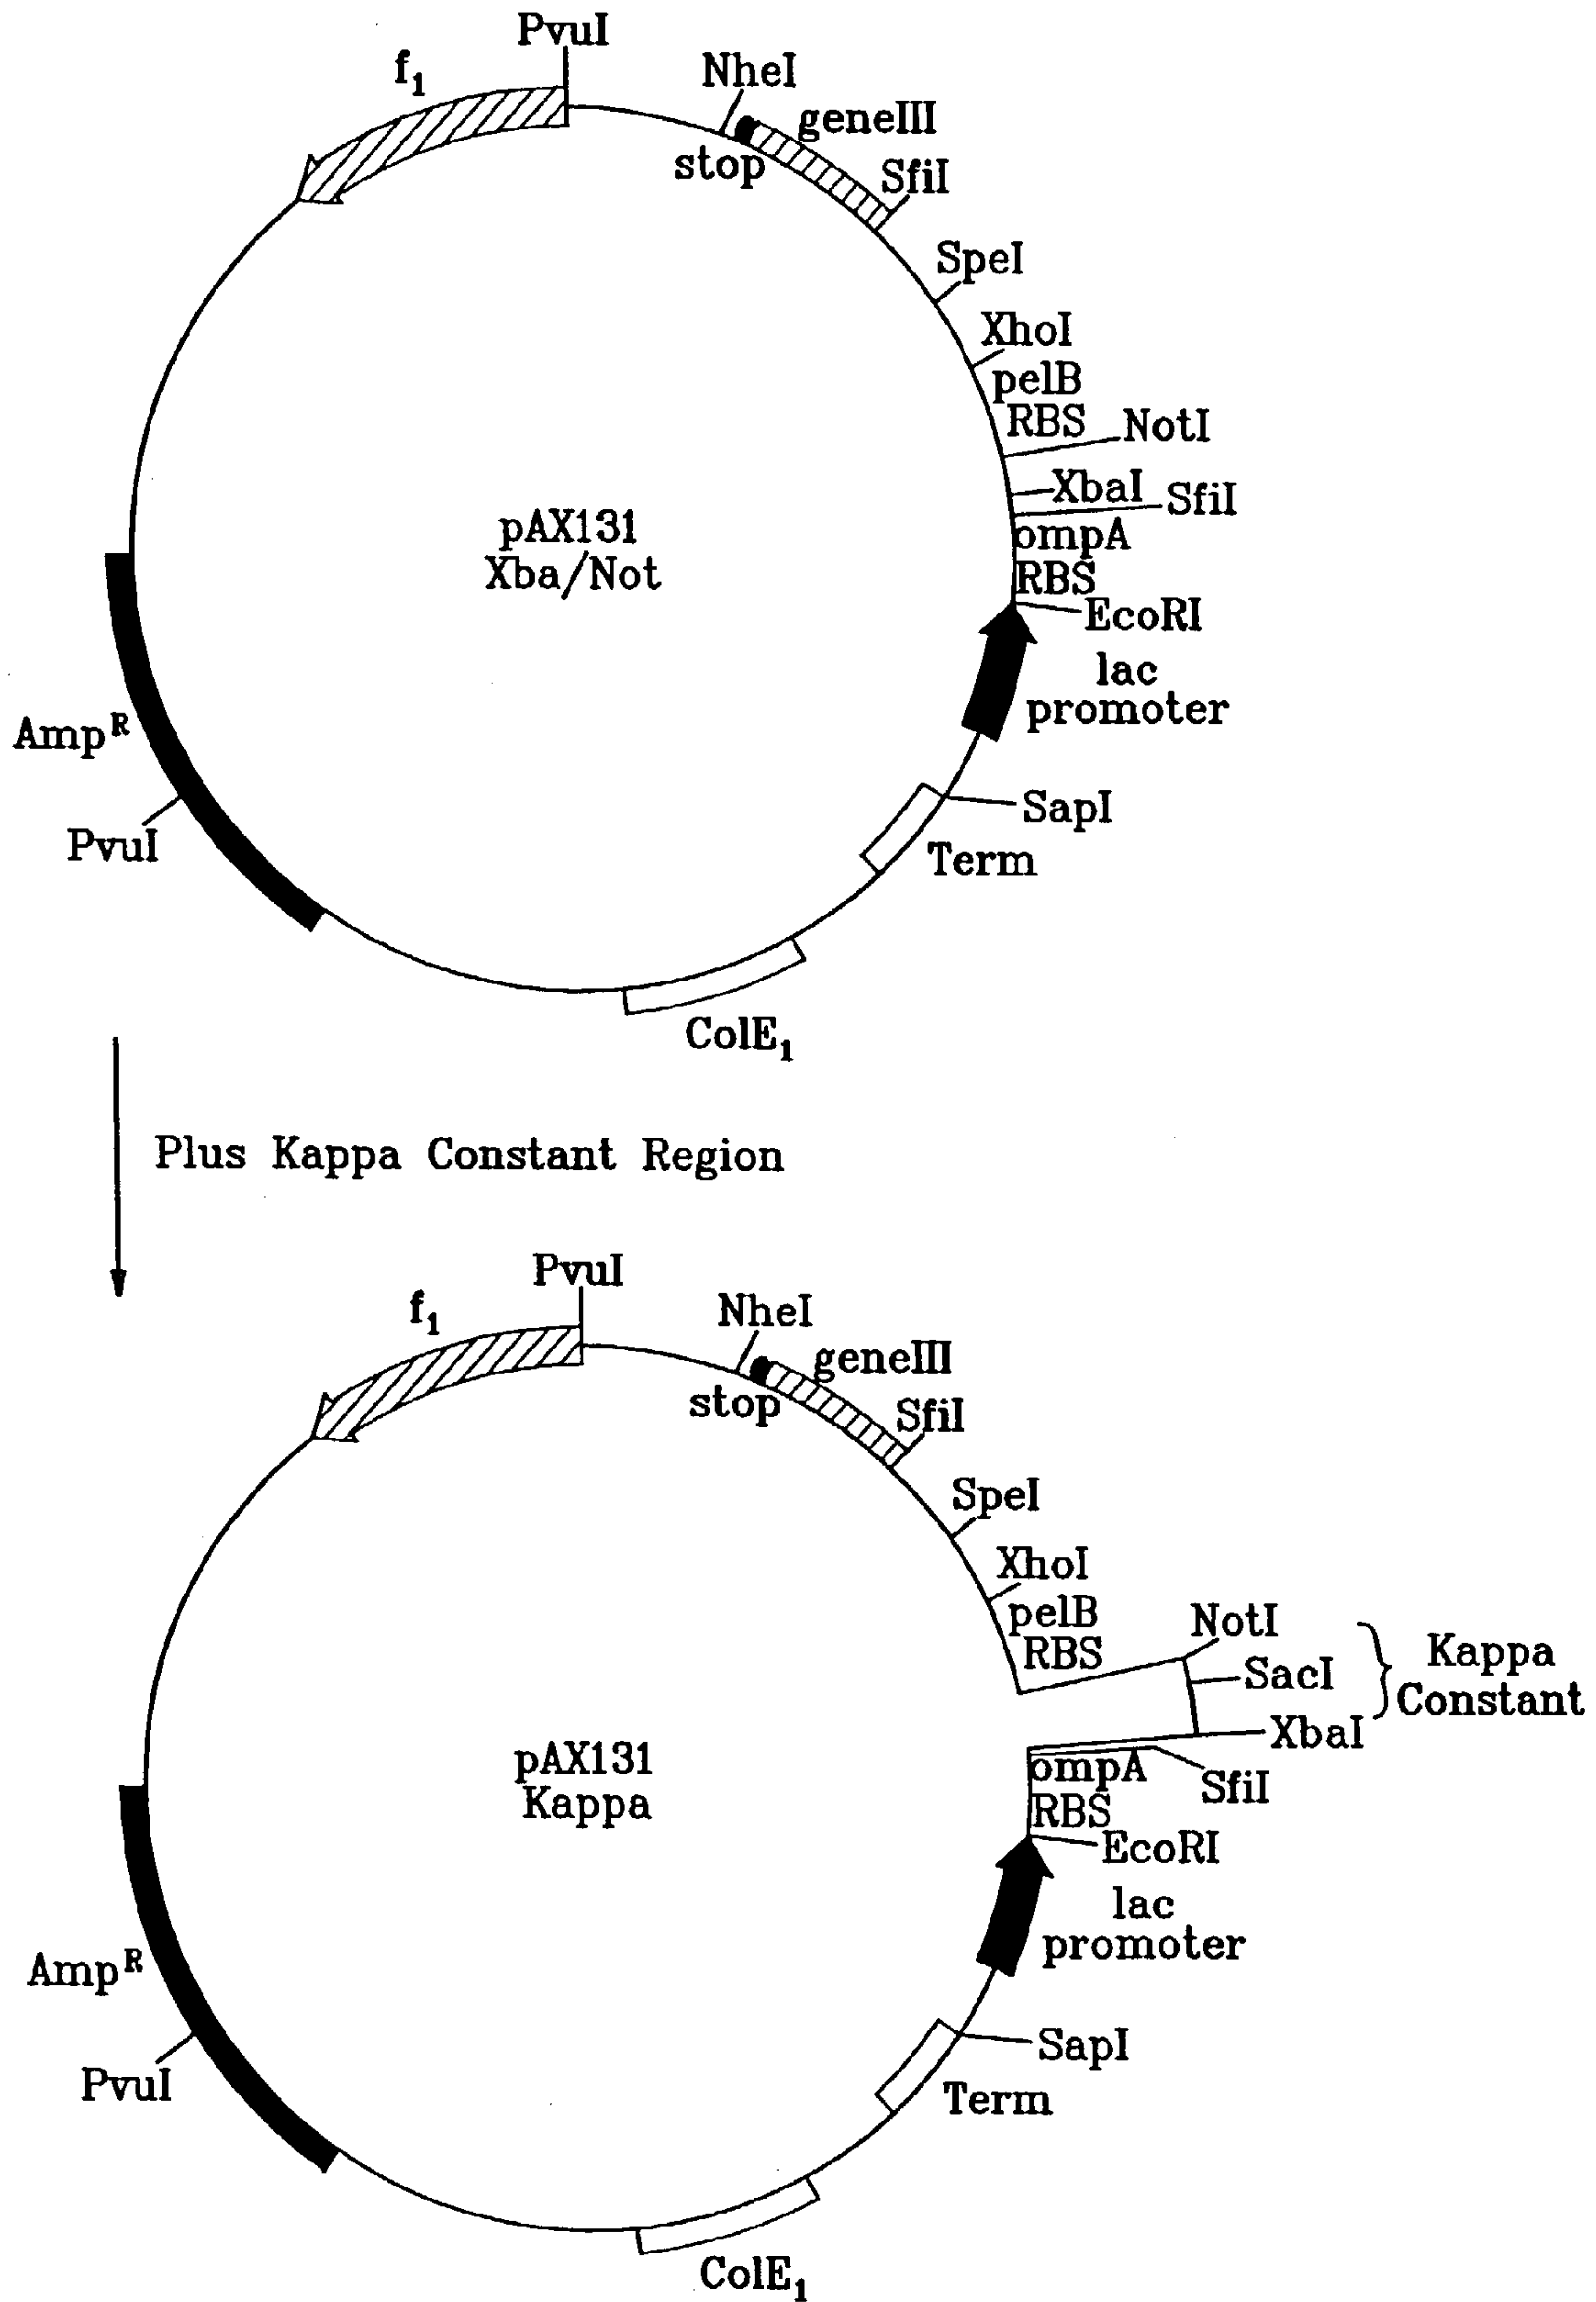 PvuI
f1
NheI
geneIII
stop
SfiI
SpeI
XhoI
pelB
RBS
NotI
XbaI
SfiI
pAX131
Xba/Not
ompA
RBS
EcoRI
lac
promoter
AmpR
SapI
PvuI
Term
ColE1
Plus Kappa Constant Region
PvuI
f1
NheI
geneIII
stop
SfiI
SpeI
XhoI
pelB
RBS
NotI
SacI
Kappa
Constant
XbaI
pAX131
Kappa
ompA
SfiI
RBS
EcoRI
lac
promoter
AmpR
SapI
PvuI
Term
ColE1